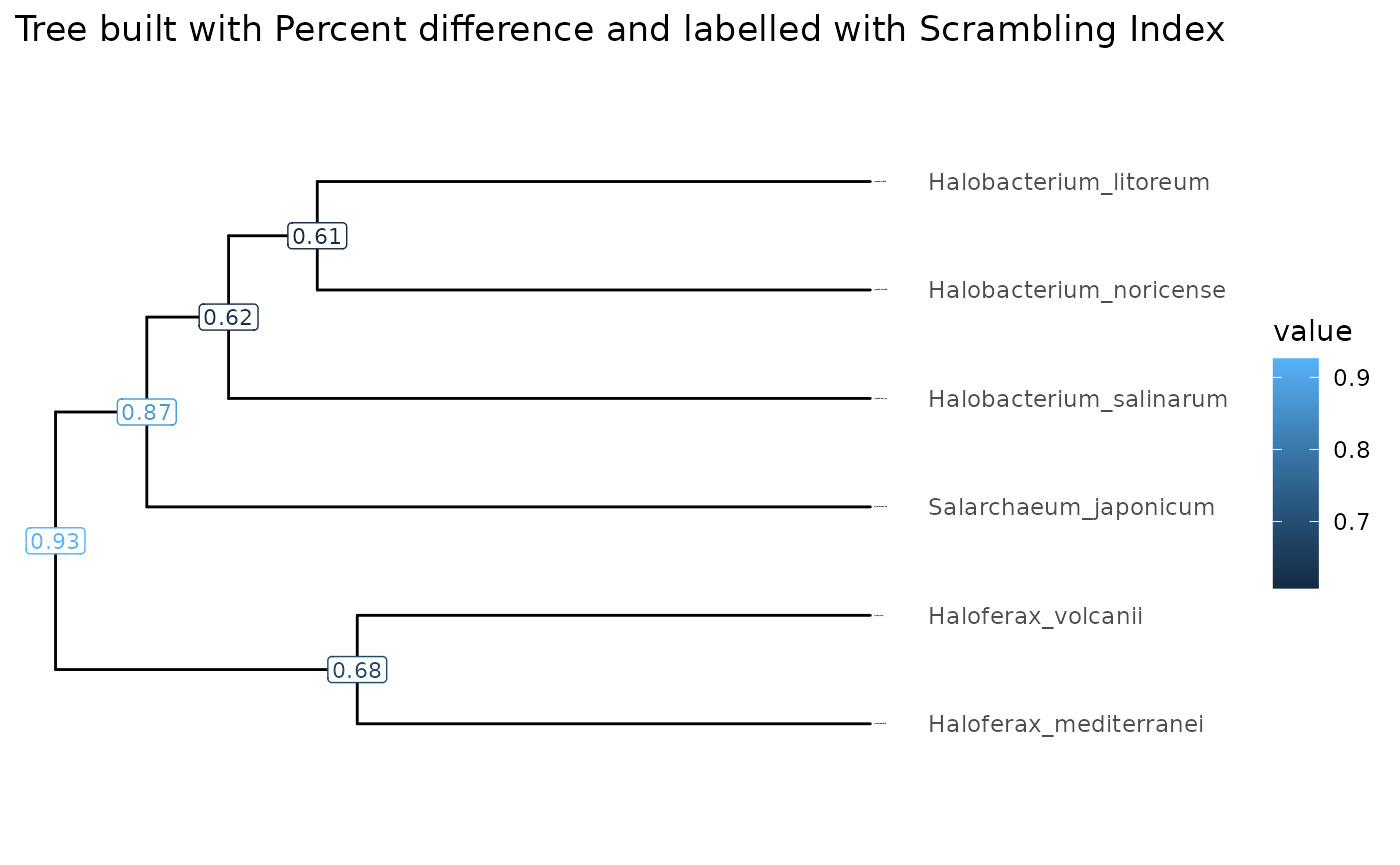 Tree built with Percent difference and labelled with Scrambling Index
Halobacterium_litoreum
0.61
Halobacterium_noricense
0.62
value
Halobacterium_salinarum
0.9
0.87
0.8
Salarchaeum_japonicum
0.7
0.93
Haloferax_volcanii
0.68
Haloferax_mediterranei